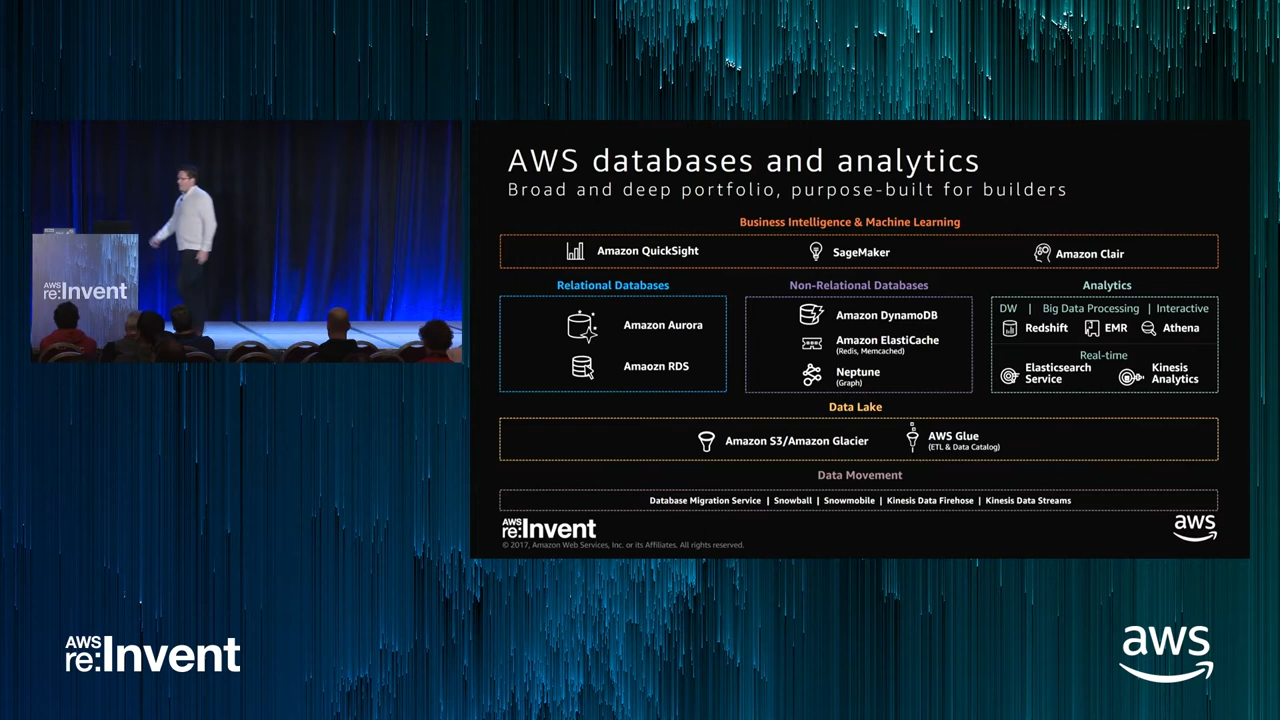 AWS databases and analytics
Broad and deep portfolio, purpose-built for builders
Business Intelligence & Machine Learning
Amazon QuickSight
SageMaker
Amazon Clair
Relational Databases
Amazon Aurora
Amaozn RDS
Non-Relational Databases
Amazon DynamoDB
Amazon ElastiCache
(Redis, Memcached)
Neptune
(Graph)
Analytics
DW | Big Data Processing | Interactive
Redshift
EMR
Athena
Real-time
Elasticsearch
Service
Kinesis
Analytics
Data Lake
Amazon S3/Amazon Glacier
AWS Glue
(ETL & Data Catalog)
Data Movement
Database Migration Service | Snowball | Snowmobile | Kinesis Data Firehose | Kinesis Data Streams
AWS
re:Invent
© 2017, Amazon Web Services, Inc. or its Affiliates. All rights reserved.
aws
AWS
re:Invent
AWS
re:Invent
aws